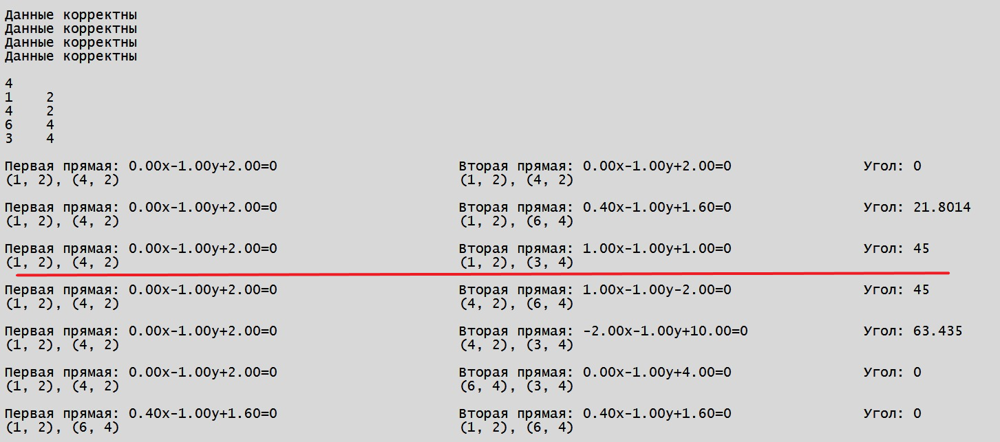 Данные корректны
Данные корректны
Данные корректны
Данные корректны
4
1 2
4 2
6 4
3 4
Первая прямая: 0.00x-1.00y+2.00=0 Вторая прямая: 0.00x-1.00y+2.00=0 Угол: 0
(1, 2), (4, 2) (1, 2), (4, 2)
Первая прямая: 0.00x-1.00y+2.00=0 Вторая прямая: 0.40x-1.00y+1.60=0 Угол: 21.8014
(1, 2), (4, 2) (1, 2), (6, 4)
Первая прямая: 0.00x-1.00y+2.00=0 Вторая прямая: 1.00x-1.00y+1.00=0 Угол: 45
(1, 2), (4, 2) (1, 2), (3, 4)
Первая прямая: 0.00x-1.00y+2.00=0 Вторая прямая: 1.00x-1.00y-2.00=0 Угол: 45
(1, 2), (4, 2) (4, 2), (6, 4)
Первая прямая: 0.00x-1.00y+2.00=0 Вторая прямая: -2.00x-1.00y+10.00=0 Угол: 63.435
(1, 2), (4, 2) (4, 2), (3, 4)
Первая прямая: 0.00x-1.00y+2.00=0 Вторая прямая: 0.00x-1.00y+4.00=0 Угол: 0
(1, 2), (4, 2) (6, 4), (3, 4)
Первая прямая: 0.40x-1.00y+1.60=0 Вторая прямая: 0.40x-1.00y+1.60=0 Угол: 0
(1, 2), (6, 4) (1, 2), (6, 4)